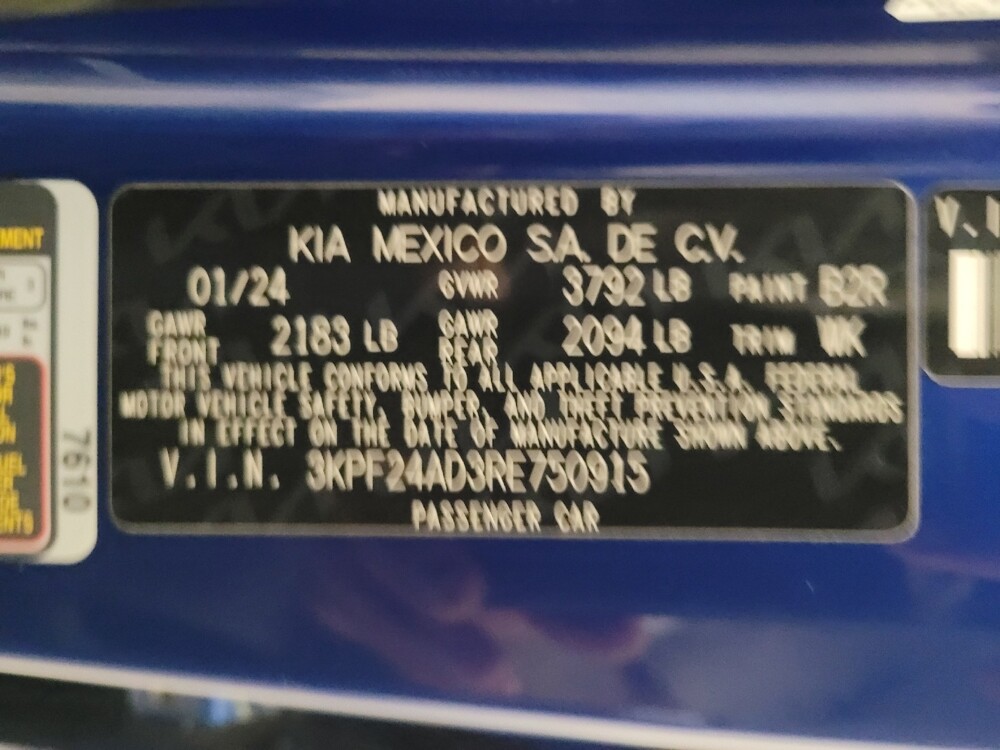 MANUFACTURED BY
KIA MEXICO S.A. DE C.V.
01/24 GVWR 3792 LB PAINT B2R
GAWR FRONT 2183 LB GAWR REAR 2094 LB TRIM WK
THIS VEHICLE CONFORMS TO ALL APPLICABLE U.S.A. FEDERAL
MOTOR VEHICLE SAFETY, BUMPER, AND THEFT PREVENTION STANDARDS
IN EFFECT ON THE DATE OF MANUFACTURE SHOWN ABOVE.
V.I.N. 3KPF24AD3RE750915
PASSENGER CAR
7610
MENT
V.I